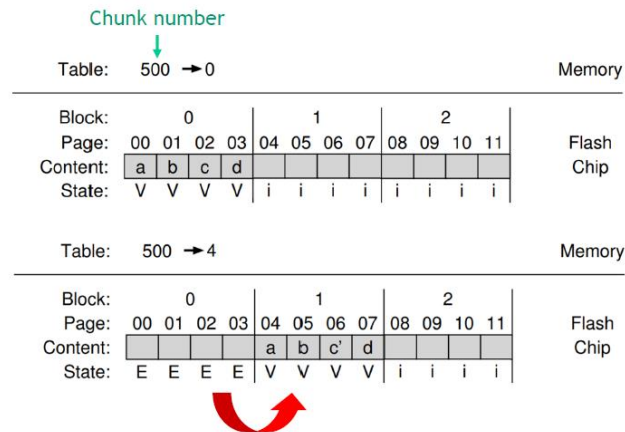 Chunk number
Table: 500 → 0 Memory
Block: 0 1 2
Page: 00 01 02 03 04 05 06 07 08 09 10 11 Flash
Content: a b c d Chip
State: V V V V i i i i i i i i
Table: 500 → 4 Memory
Block: 0 1 2
Page: 00 01 02 03 04 05 06 07 08 09 10 11 Flash
Content: a b c' d Chip
State: E E E E V V V V i i i i